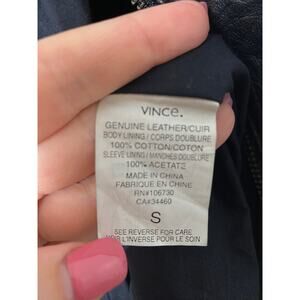 VINCE.
GENUINE LEATHER/CUIR
BODY LINING/ CORPS DOUBLURE
100% COTTON/COTON
SLEEVE LINING/ MANCHES DOUBLURE
100% ACETATE
MADE IN CHINA
FABRIQUE EN CHINE
RN#106730
CA#34460
S
SEE REVERSE FOR CARE
VOIR L'INVERSE POUR LE SOIN